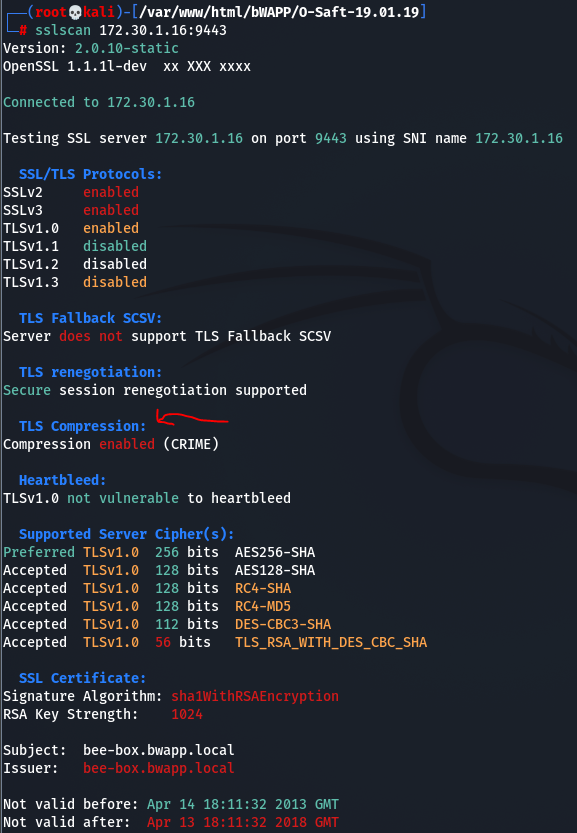 ┌──(root💀kali)-[/var/www/html/bWAPP/O-Saft-19.01.19]
└─# sslscan 172.30.1.16:9443
Version: 2.0.10-static
OpenSSL 1.1.1l-dev  xx XXX xxxx
Connected to 172.30.1.16
Testing SSL server 172.30.1.16 on port 9443 using SNI name 172.30.1.16
SSL/TLS Protocols:
SSLv2     enabled
SSLv3     enabled
TLSv1.0   enabled
TLSv1.1   disabled
TLSv1.2   disabled
TLSv1.3   disabled
TLS Fallback SCSV:
Server does not support TLS Fallback SCSV
TLS renegotiation:
Secure session renegotiation supported
TLS Compression:
Compression enabled (CRIME)
Heartbleed:
TLSv1.0 not vulnerable to heartbleed
Supported Server Cipher(s):
Preferred TLSv1.0  256 bits  AES256-SHA
Accepted  TLSv1.0  128 bits  AES128-SHA
Accepted  TLSv1.0  128 bits  RC4-SHA
Accepted  TLSv1.0  128 bits  RC4-MD5
Accepted  TLSv1.0  112 bits  DES-CBC3-SHA
Accepted  TLSv1.0  56 bits   TLS_RSA_WITH_DES_CBC_SHA
SSL Certificate:
Signature Algorithm: sha1WithRSAEncryption
RSA Key Strength:    1024
Subject:  bee-box.bwapp.local
Issuer:   bee-box.bwapp.local
Not valid before: Apr 14 18:11:32 2013 GMT
Not valid after:  Apr 13 18:11:32 2018 GMT